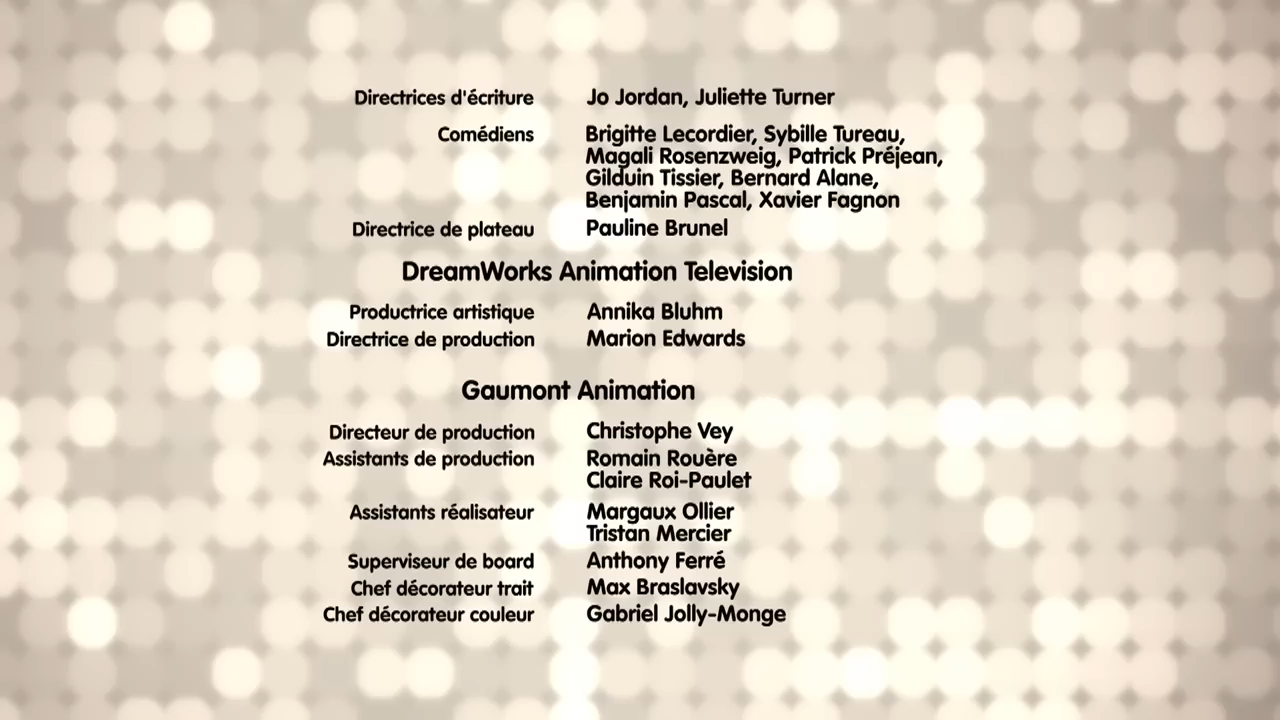 Directrices d'écriture Jo Jordan, Juliette Turner
Comédiens Brigitte Lecordier, Sybille Tureau,
Magali Rosenzweig, Patrick Préjean,
Gilduin Tissier, Bernard Alane,
Benjamin Pascal, Xavier Fagnon
Directrice de plateau Pauline Brunel
DreamWorks Animation Television
Productrice artistique Annika Bluhm
Directrice de production Marion Edwards
Gaumont Animation
Directeur de production Christophe Vey
Assistants de production Romain Rouère
Claire Roi-Paulet
Assistants réalisateur Margaux Ollier
Tristan Mercier
Superviseur de board Anthony Ferré
Chef décorateur trait Max Braslavsky
Chef décorateur couleur Gabriel Jolly-Monge